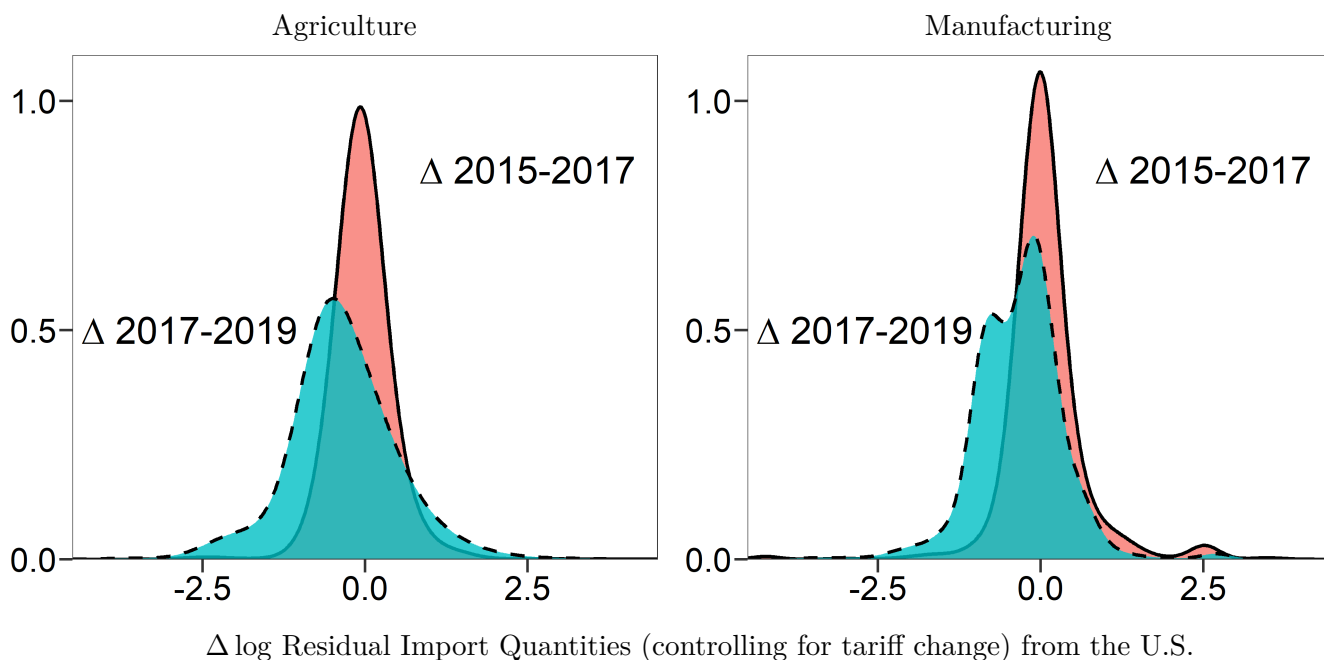 Agriculture
Manufacturing
1.0
0.5
0.0
Δ 2015-2017
Δ 2017-2019
-2.5 0.0 2.5
1.0
0.5
0.0
Δ 2015-2017
Δ 2017-2019
-2.5 0.0 2.5
Δ log Residual Import Quantities (controlling for tariff change) from the U.S.